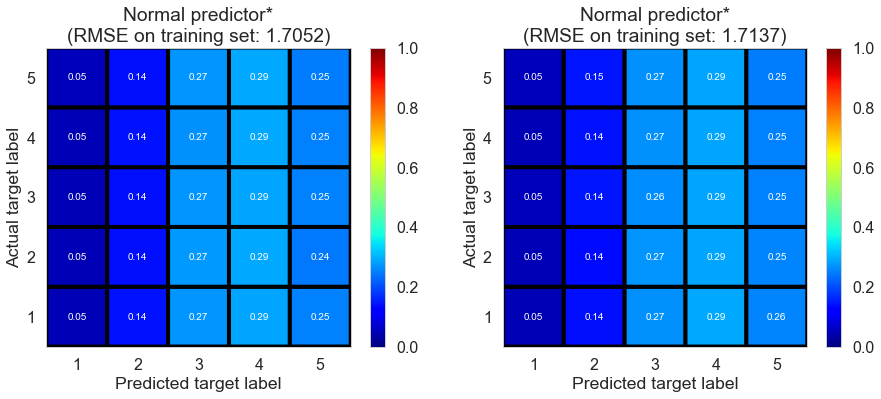 Normal predictor*
(RMSE on training set: 1.7052)
Actual target label
5 0.05 0.14 0.27 0.29 0.25
4 0.05 0.14 0.27 0.29 0.25
3 0.05 0.14 0.27 0.29 0.25
2 0.05 0.14 0.27 0.29 0.24
1 0.05 0.14 0.27 0.29 0.25
1 2 3 4 5
Predicted target label
1.0
0.8
0.6
0.4
0.2
0.0
Normal predictor*
(RMSE on training set: 1.7137)
Actual target label
5 0.05 0.15 0.27 0.29 0.25
4 0.05 0.14 0.27 0.29 0.25
3 0.05 0.14 0.26 0.29 0.25
2 0.05 0.14 0.27 0.29 0.25
1 0.05 0.14 0.27 0.29 0.26
1 2 3 4 5
Predicted target label
1.0
0.8
0.6
0.4
0.2
0.0